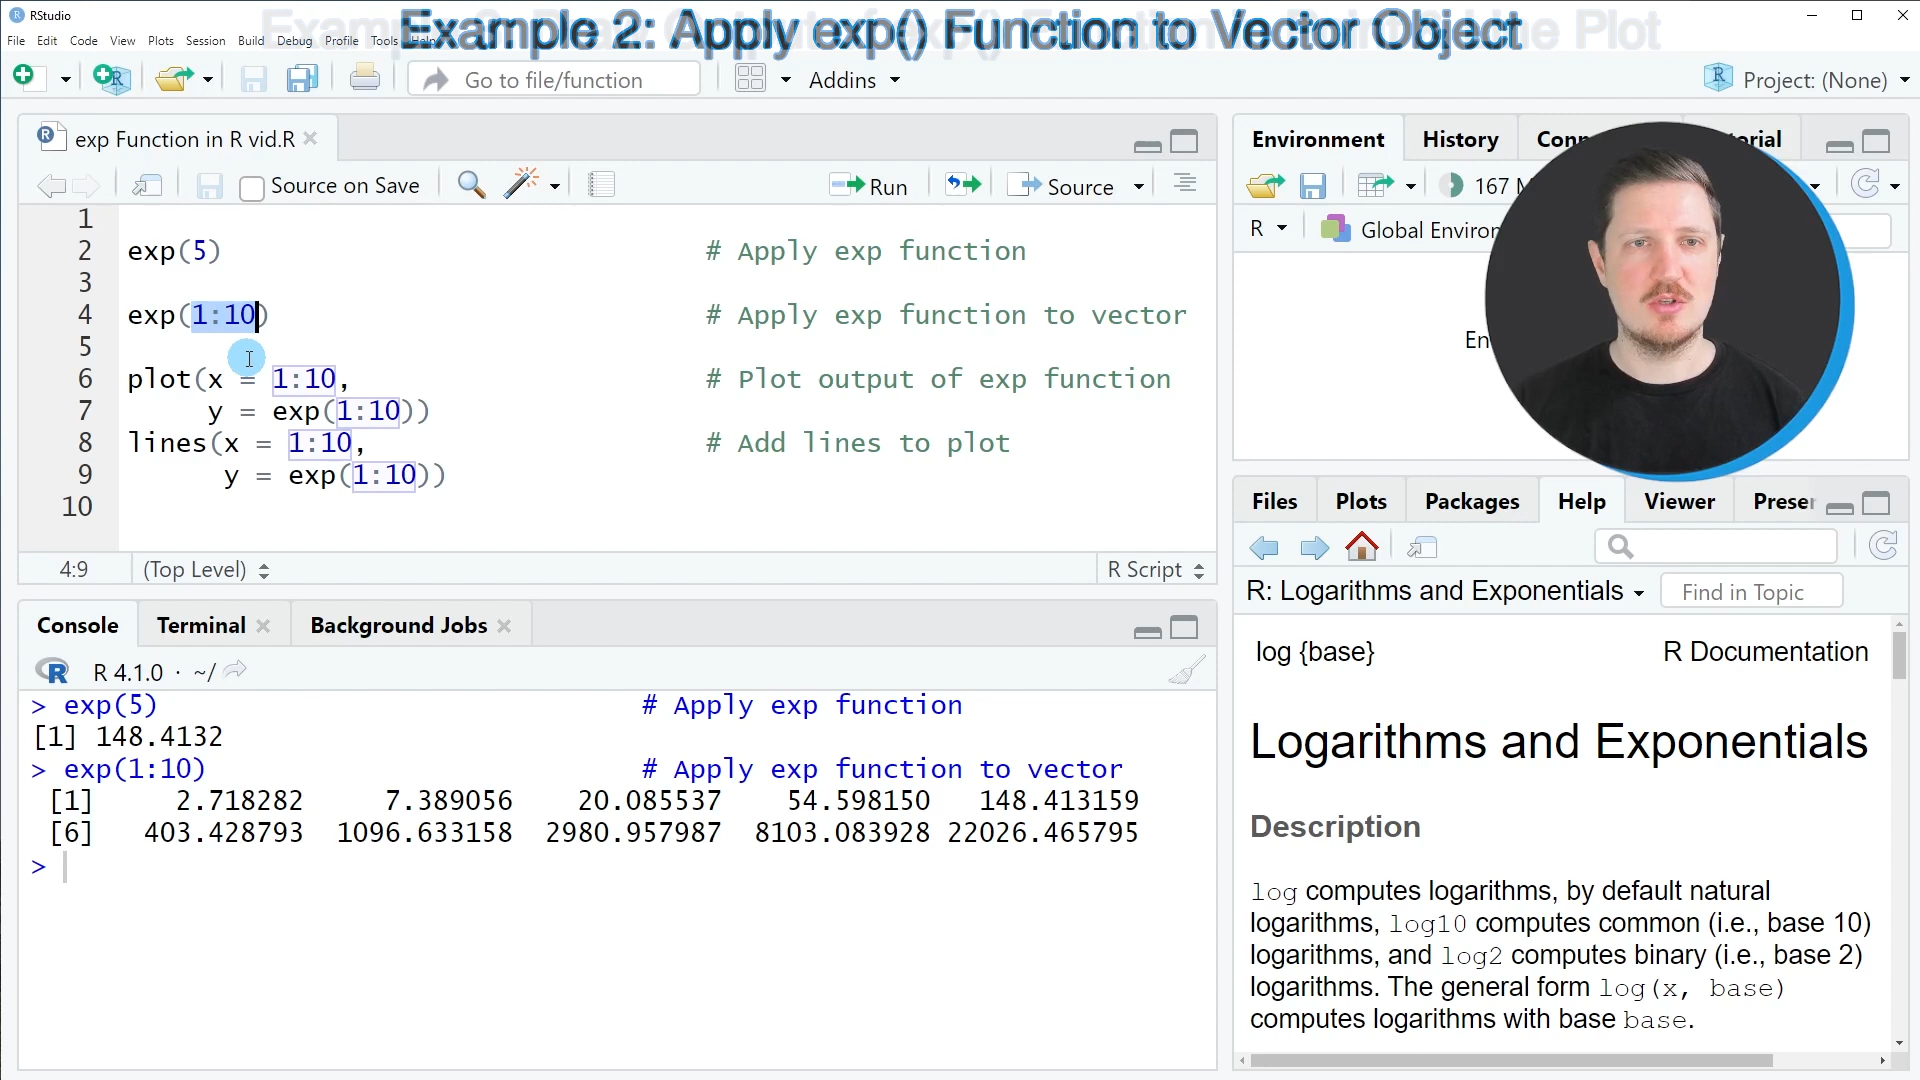 RStudio
Example 2: Apply exp() Function to Vector Object
File Edit Code View Plots Session Build Debug Profile Tools Help
Go to file/function
Addins
Project: (None)
exp Function in R vid.R
Source on Save
Run
Source
1
2 exp(5) # Apply exp function
3
4 exp(1:10) # Apply exp function to vector
5
6 plot(x = 1:10, # Plot output of exp function
7 y = exp(1:10))
8 lines(x = 1:10, # Add lines to plot
9 y = exp(1:10))
10
4:9 (Top Level) R Script
Console Terminal Background Jobs
R 4.1.0 · ~/
> exp(5) # Apply exp function
[1] 148.4132
> exp(1:10) # Apply exp function to vector
[1] 2.718282 7.389056 20.085537 54.598150 148.413159
[6] 403.428793 1096.633158 2980.957987 8103.083928 22026.465795
>
Environment History Conn orial
167 M
R Global Environ
En
Files Plots Packages Help Viewer Preser
R: Logarithms and Exponentials Find in Topic
log {base} R Documentation
Logarithms and Exponentials
Description
log computes logarithms, by default natural
logarithms, log10 computes common (i.e., base 10)
logarithms, and log2 computes binary (i.e., base 2)
logarithms. The general form log(x, base)
computes logarithms with base base.